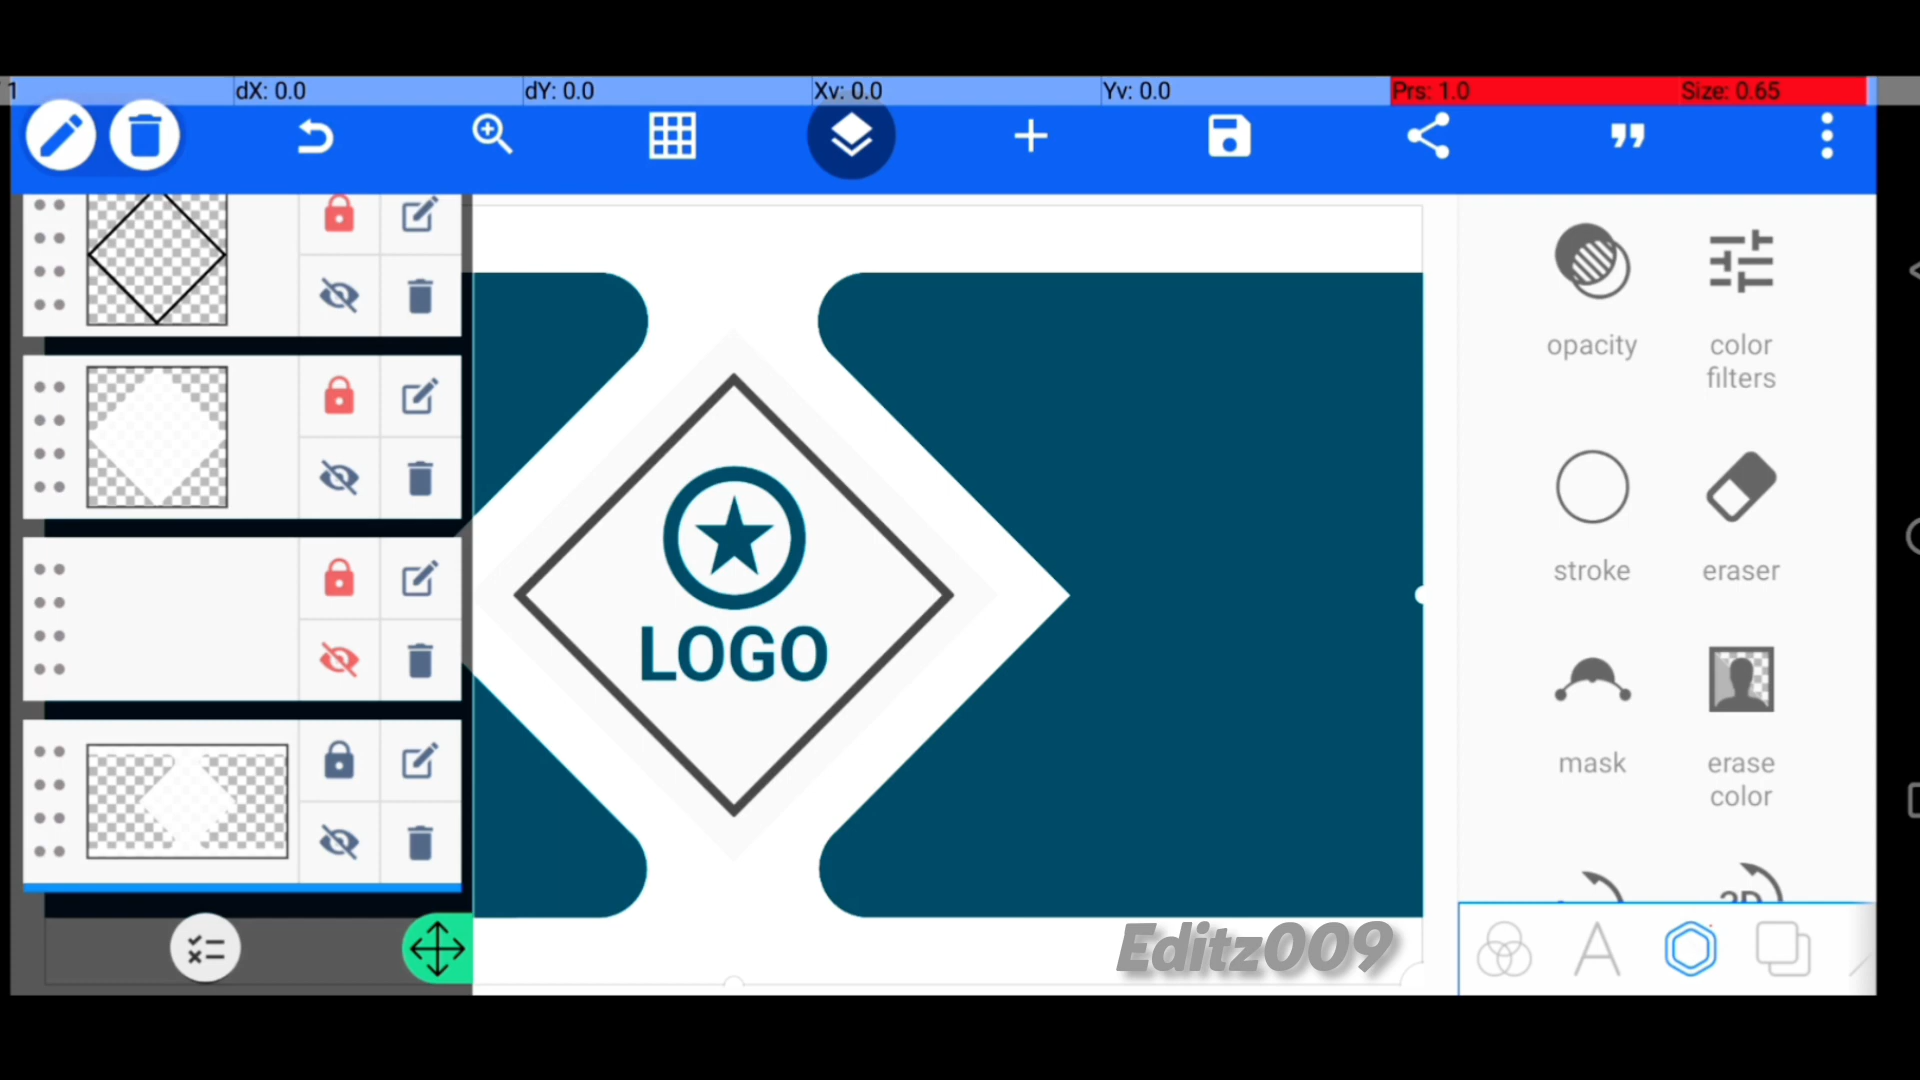 1
dX: 0.0
dY: 0.0
Xv: 0.0
Yv: 0.0
Prs: 1.0
Size: 0.65
opacity
color
filters
stroke
eraser
LOGO
mask
erase
color
3D
Editz009